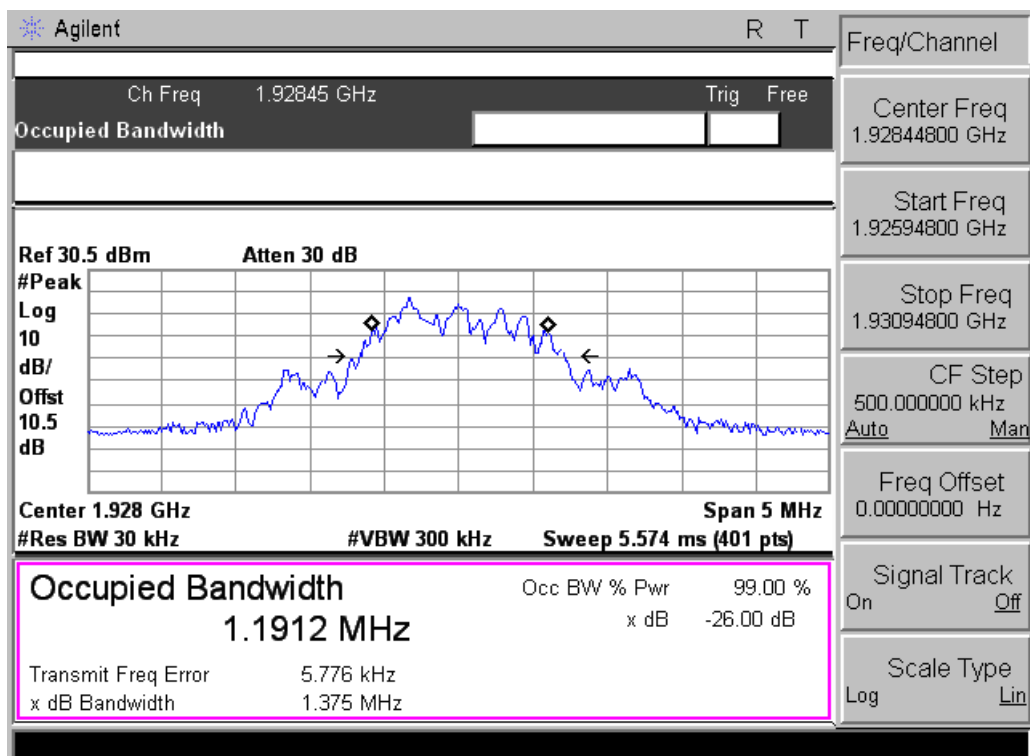 Agilent R T
Ch Freq 1.92845 GHz Trig Free
Occupied Bandwidth
Ref 30.5 dBm Atten 30 dB
#Peak
Log
10
dB/
Offst
10.5
dB
Center 1.928 GHz Span 5 MHz
#Res BW 30 kHz #VBW 300 kHz Sweep 5.574 ms (401 pts)
Occupied Bandwidth
1.1912 MHz
Occ BW % Pwr 99.00 %
x dB -26.00 dB
Transmit Freq Error 5.776 kHz
x dB Bandwidth 1.375 MHz
Freq/Channel
Center Freq
1.92844800 GHz
Start Freq
1.92594800 GHz
Stop Freq
1.93094800 GHz
CF Step
500.000000 kHz
Auto Man
Freq Offset
0.00000000 Hz
Signal Track
On Off
Scale Type
Log Lin